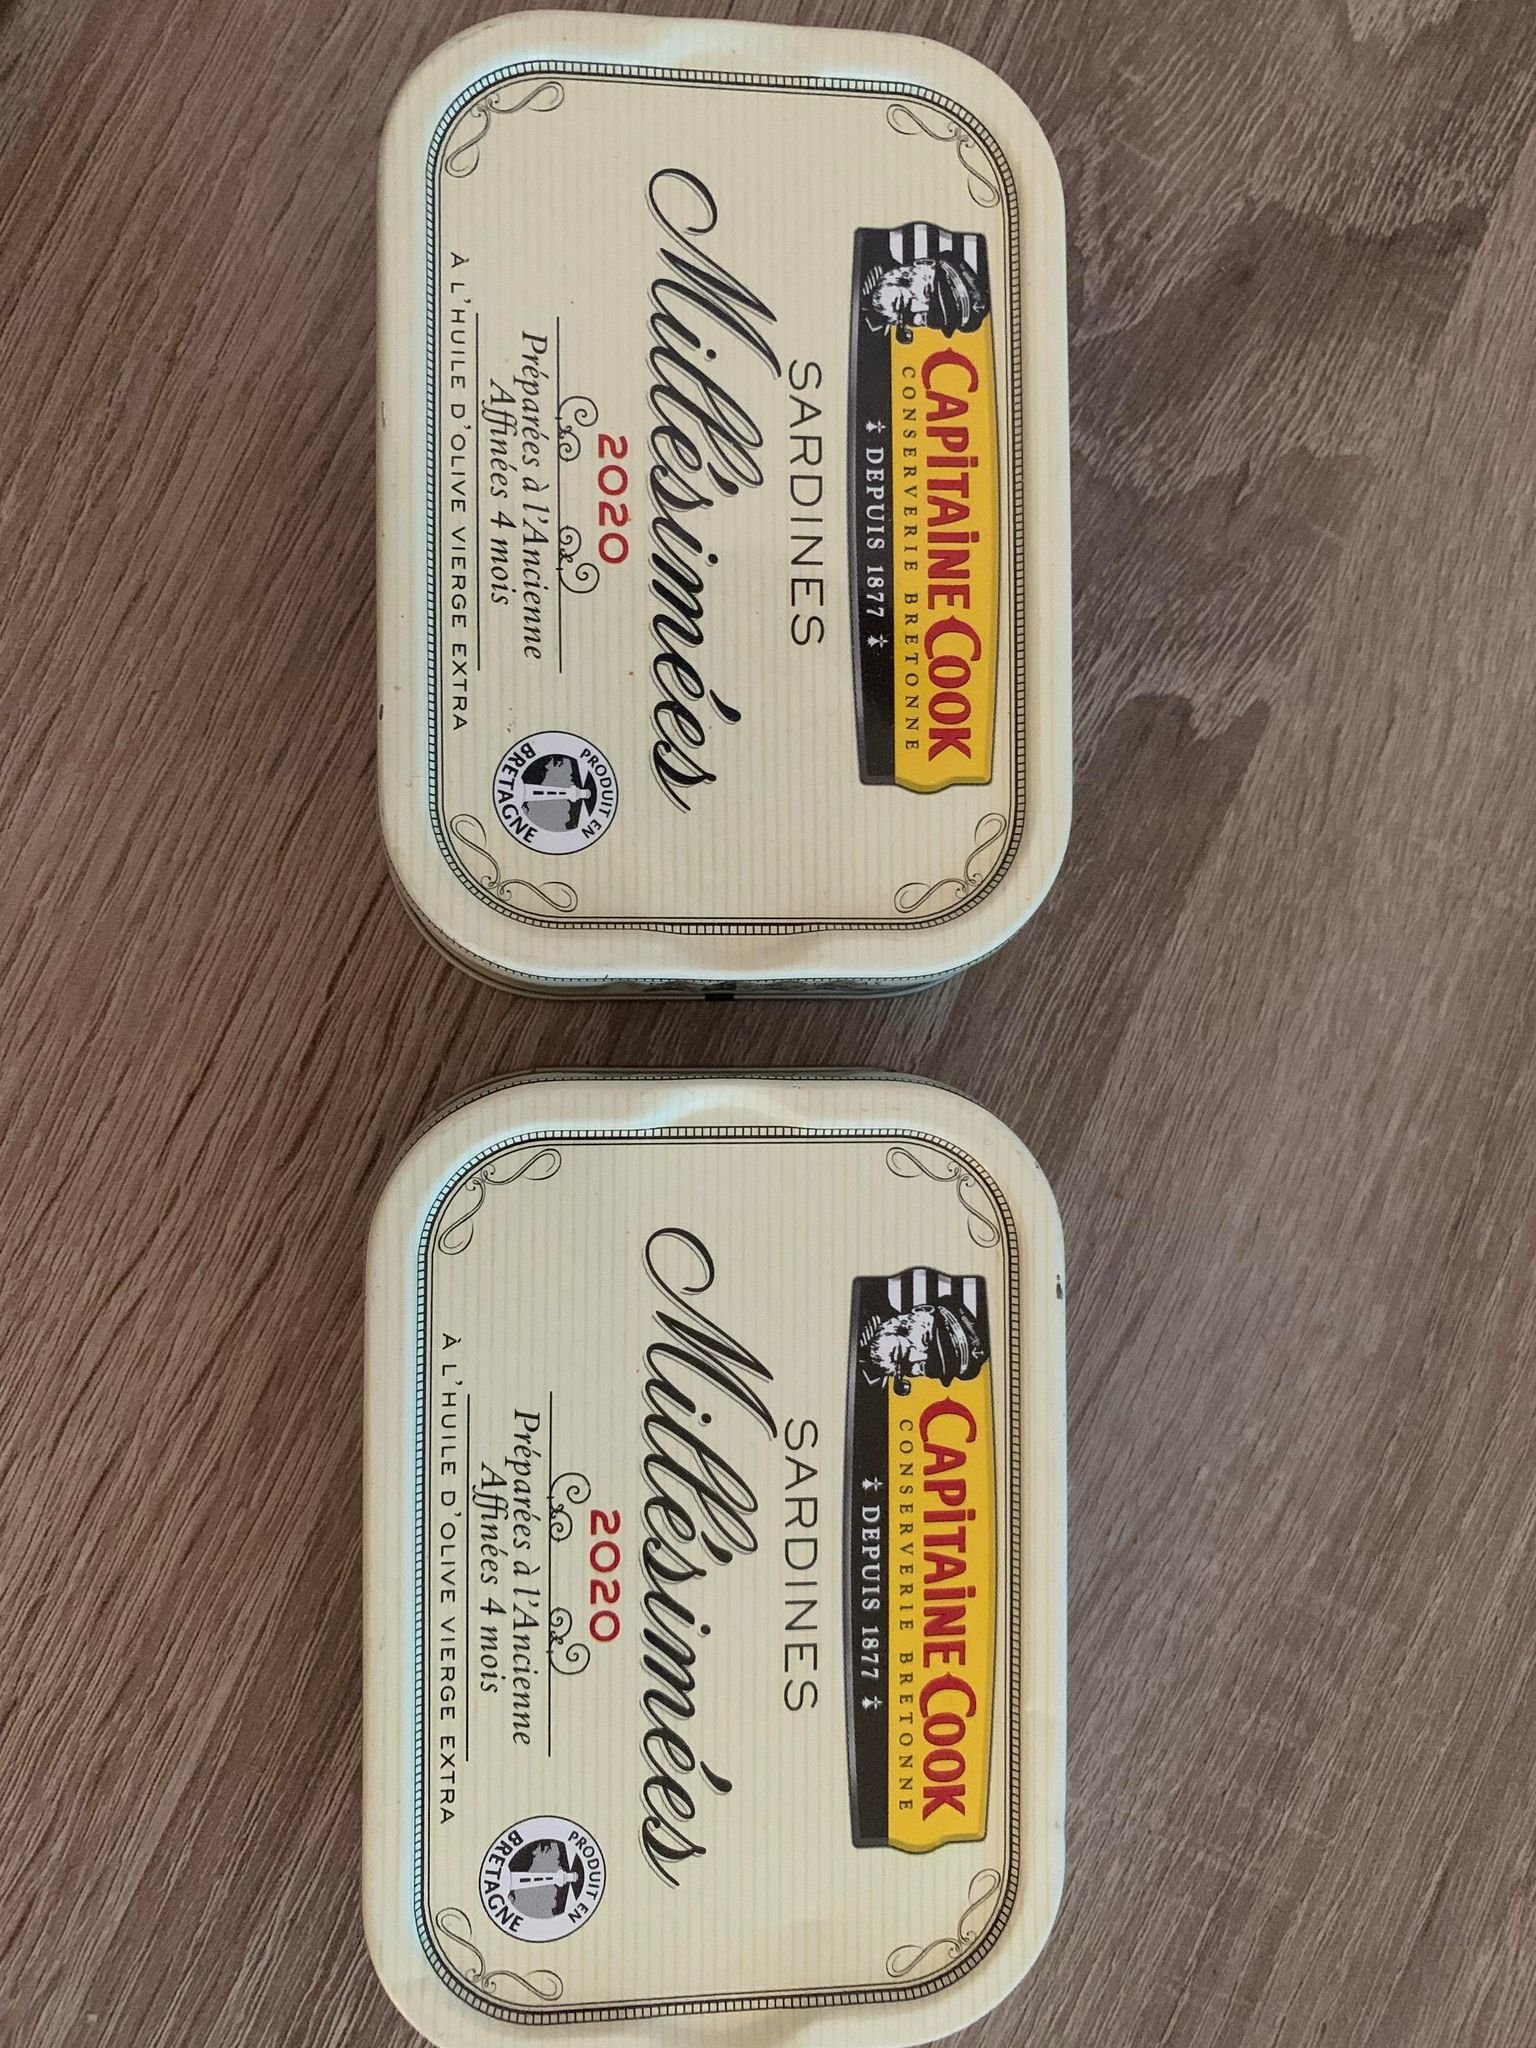 CAPITAINE COOK
CONSERVERIE BRETONNE
DEPUIS 1877
SARDINES
Millésimées
2020
Préparées à l'Ancienne
Affinées 4 mois
À L'HUILE D'OLIVE VIERGE EXTRA
PRODUIT EN
BRETAGNE
CAPITAINE COOK
CONSERVERIE BRETONNE
DEPUIS 1877
SARDINES
Millésimées
2020
Préparées à l'Ancienne
Affinées 4 mois
À L'HUILE D'OLIVE VIERGE EXTRA
PRODUIT EN
BRETAGNE